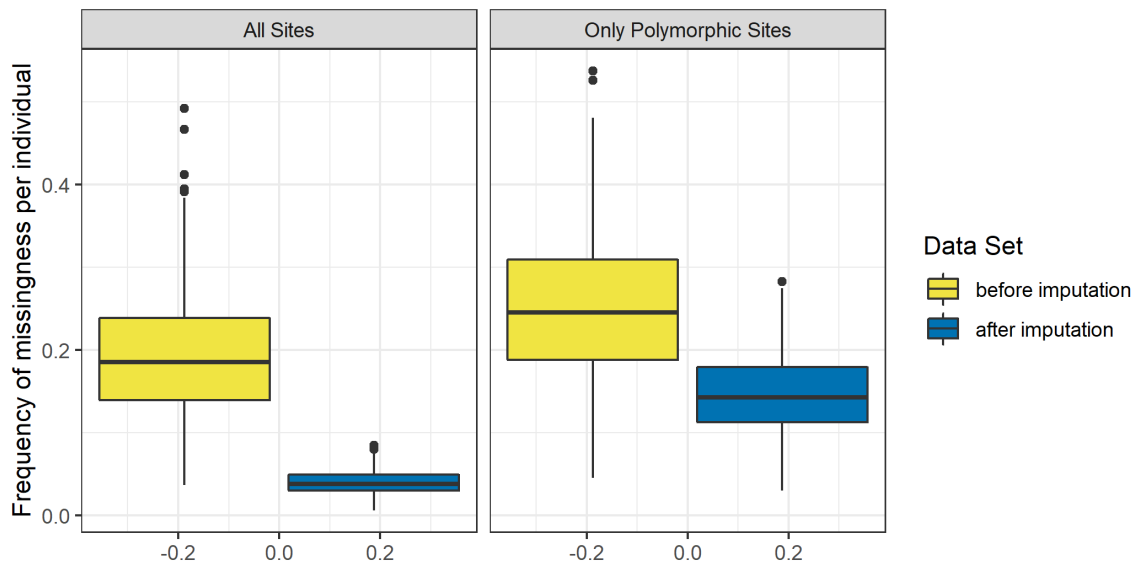 All Sites
Only Polymorphic Sites
Frequency of missingness per individual
0.4
0.2
0.0
-0.2 0.0 0.2
-0.2 0.0 0.2
Data Set
before imputation
after imputation